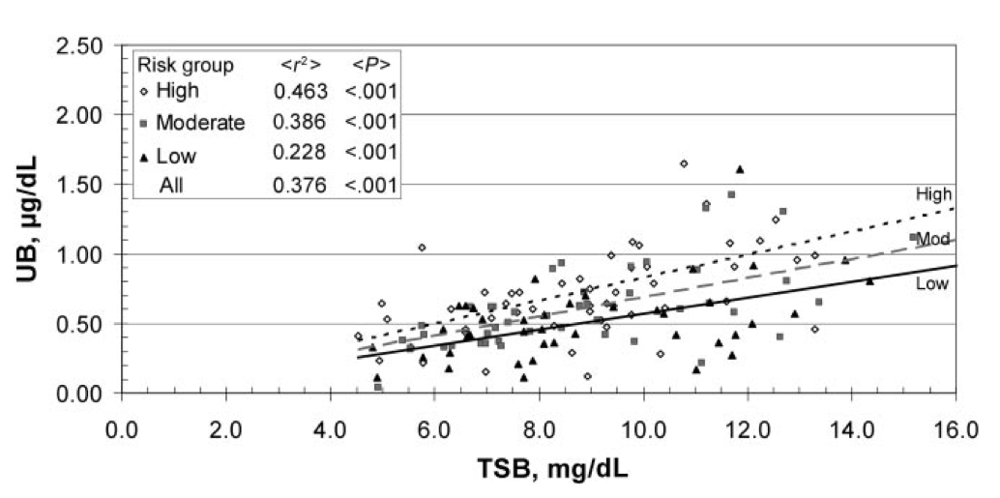 2.50
2.00
1.50
1.00
0.50
0.00
UB, µg/dL
Risk group <r²> <P>
High 0.463 <.001
Moderate 0.386 <.001
Low 0.228 <.001
All 0.376 <.001
High
Mod
Low
0.0 2.0 4.0 6.0 8.0 10.0 12.0 14.0 16.0
TSB, mg/dL